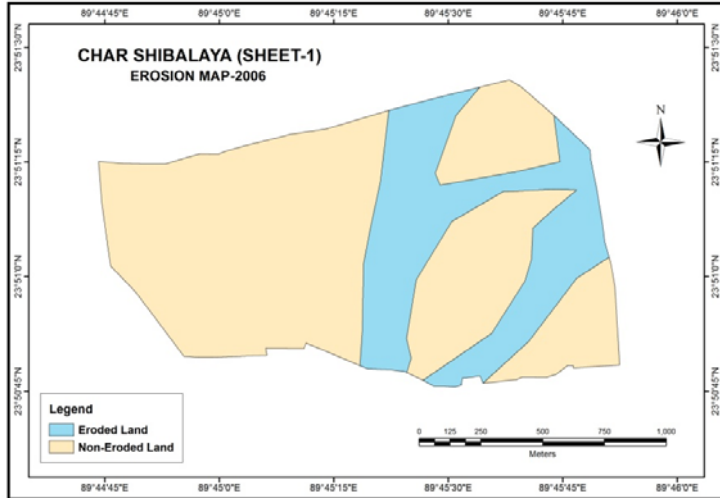 89°44'45"E 89°45'0"E 89°45'15"E 89°45'30"E 89°45'45"E 89°46'0"E
23°51'30"N 23°51'30"N
CHAR SHIBALAYA (SHEET-1)
EROSION MAP-2006
N
23°51'15"N 23°51'15"N
23°51'0"N 23°51'0"N
23°50'45"N 23°50'45"N
Legend
Eroded Land
Non-Eroded Land
0 125 250 500 750 1,000
Meters
89°44'45"E 89°45'0"E 89°45'15"E 89°45'30"E 89°45'45"E 89°46'0"E